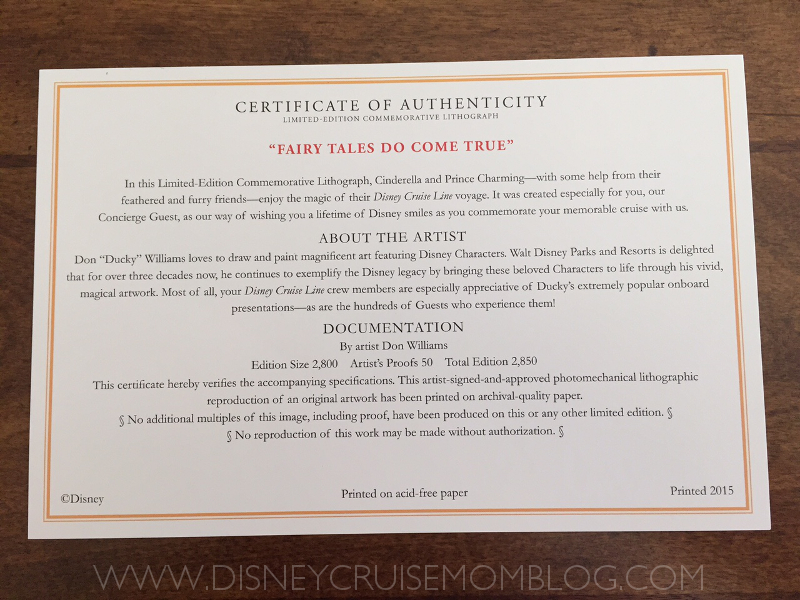 CERTIFICATE OF AUTHENTICITY
LIMITED-EDITION COMMEMORATIVE LITHOGRAPH
“FAIRY TALES DO COME TRUE”
In this Limited-Edition Commemorative Lithograph, Cinderella and Prince Charming—with some help from their
feathered and furry friends—enjoy the magic of their Disney Cruise Line voyage. It was created especially for you, our
Concierge Guest, as our way of wishing you a lifetime of Disney smiles as you commemorate your memorable cruise with us.
ABOUT THE ARTIST
Don “Ducky” Williams loves to draw and paint magnificent art featuring Disney Characters. Walt Disney Parks and Resorts is delighted
that for over three decades now, he continues to exemplify the Disney legacy by bringing these beloved Characters to life through his vivid,
magical artwork. Most of all, your Disney Cruise Line crew members are especially appreciative of Ducky’s extremely popular onboard
presentations—as are the hundreds of Guests who experience them!
DOCUMENTATION
By artist Don Williams
Edition Size 2,800 Artist’s Proofs 50 Total Edition 2,850
This certificate hereby verifies the accompanying specifications. This artist-signed-and-approved photomechanical lithographic
reproduction of an original artwork has been printed on archival-quality paper.
§ No additional multiples of this image, including proof, have been produced on this or any other limited edition. §
§ No reproduction of this work may be made without authorization. §
©Disney Printed on acid-free paper Printed 2015
WWW.DISNEYCRUISEMOMBLOG.COM